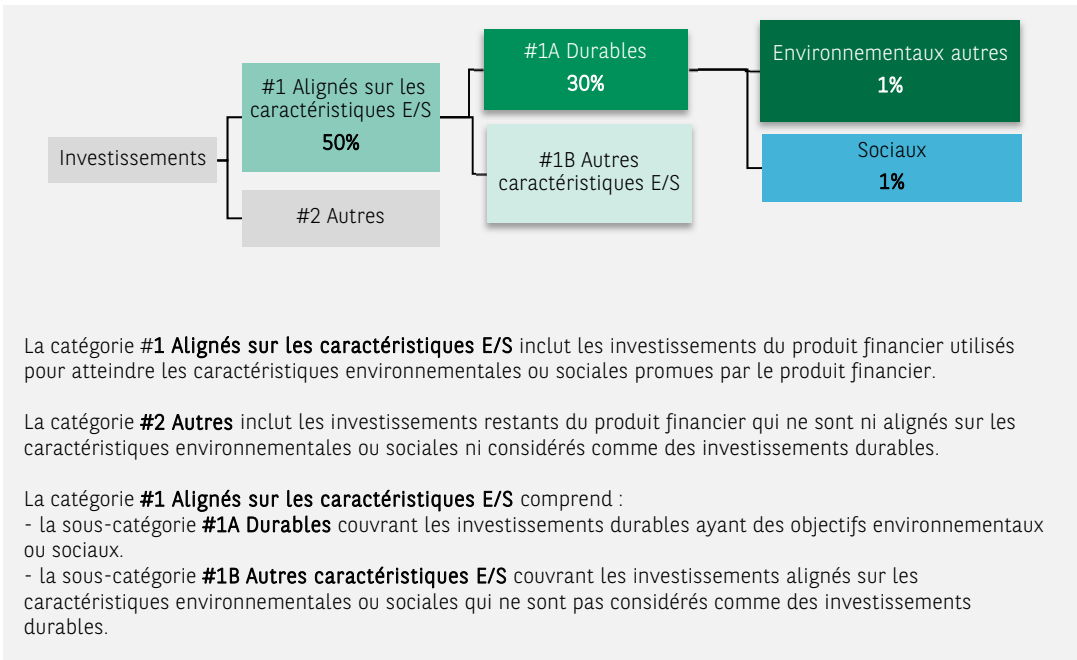 Investissements
#1 Alignés sur les
caractéristiques E/S
50%
#2 Autres
#1A Durables
30%
#1B Autres
caractéristiques E/S
Environnementaux autres
1%
Sociaux
1%
La catégorie #1 Alignés sur les caractéristiques E/S inclut les investissements du produit financier utilisés
pour atteindre les caractéristiques environnementales ou sociales promues par le produit financier.
La catégorie #2 Autres inclut les investissements restants du produit financier qui ne sont ni alignés sur les
caractéristiques environnementales ou sociales ni considérés comme des investissements durables.
La catégorie #1 Alignés sur les caractéristiques E/S comprend :
- la sous-catégorie #1A Durables couvrant les investissements durables ayant des objectifs environnementaux
ou sociaux.
- la sous-catégorie #1B Autres caractéristiques E/S couvrant les investissements alignés sur les
caractéristiques environnementales ou sociales qui ne sont pas considérés comme des investissements
durables.